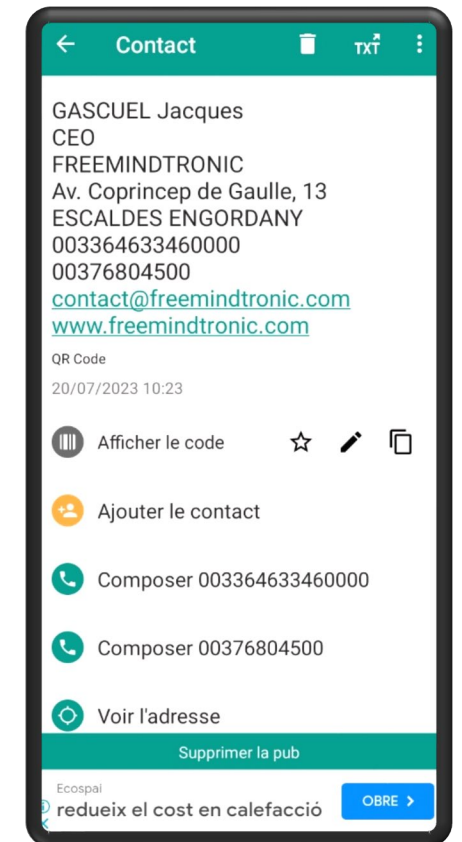 Contact
TXT
GASCUEL Jacques
CEO
FREEMINDTRONIC
Av. Coprincep de Gaulle, 13
ESCALDES ENGORDANY
003364633460000
00376804500
contact@freemindtronic.com
www.freemindtronic.com
QR Code
20/07/2023 10:23
Afficher le code
Ajouter le contact
Composer 003364633460000
Composer 00376804500
Voir l'adresse
Supprimer la pub
Ecospai
redueix el cost en calefacció
OBRE